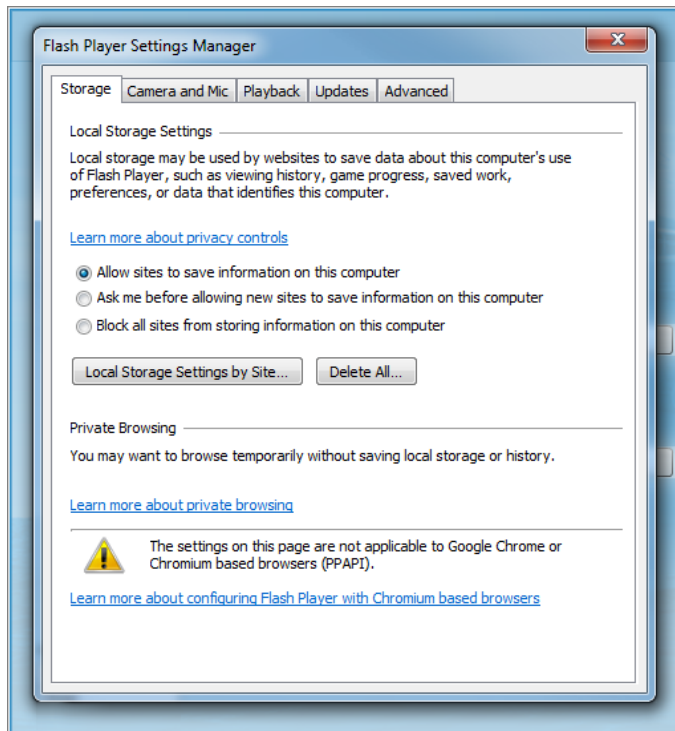 Flash Player Settings Manager
Storage
Camera and Mic
Playback
Updates
Advanced
Local Storage Settings
Local storage may be used by websites to save data about this computer's use
of Flash Player, such as viewing history, game progress, saved work,
preferences, or data that identifies this computer.
Learn more about privacy controls
Allow sites to save information on this computer
Ask me before allowing new sites to save information on this computer
Block all sites from storing information on this computer
Local Storage Settings by Site...
Delete All...
Private Browsing
You may want to browse temporarily without saving local storage or history.
Learn more about private browsing
The settings on this page are not applicable to Google Chrome or
Chromium based browsers (PPAPI).
Learn more about configuring Flash Player with Chromium based browsers